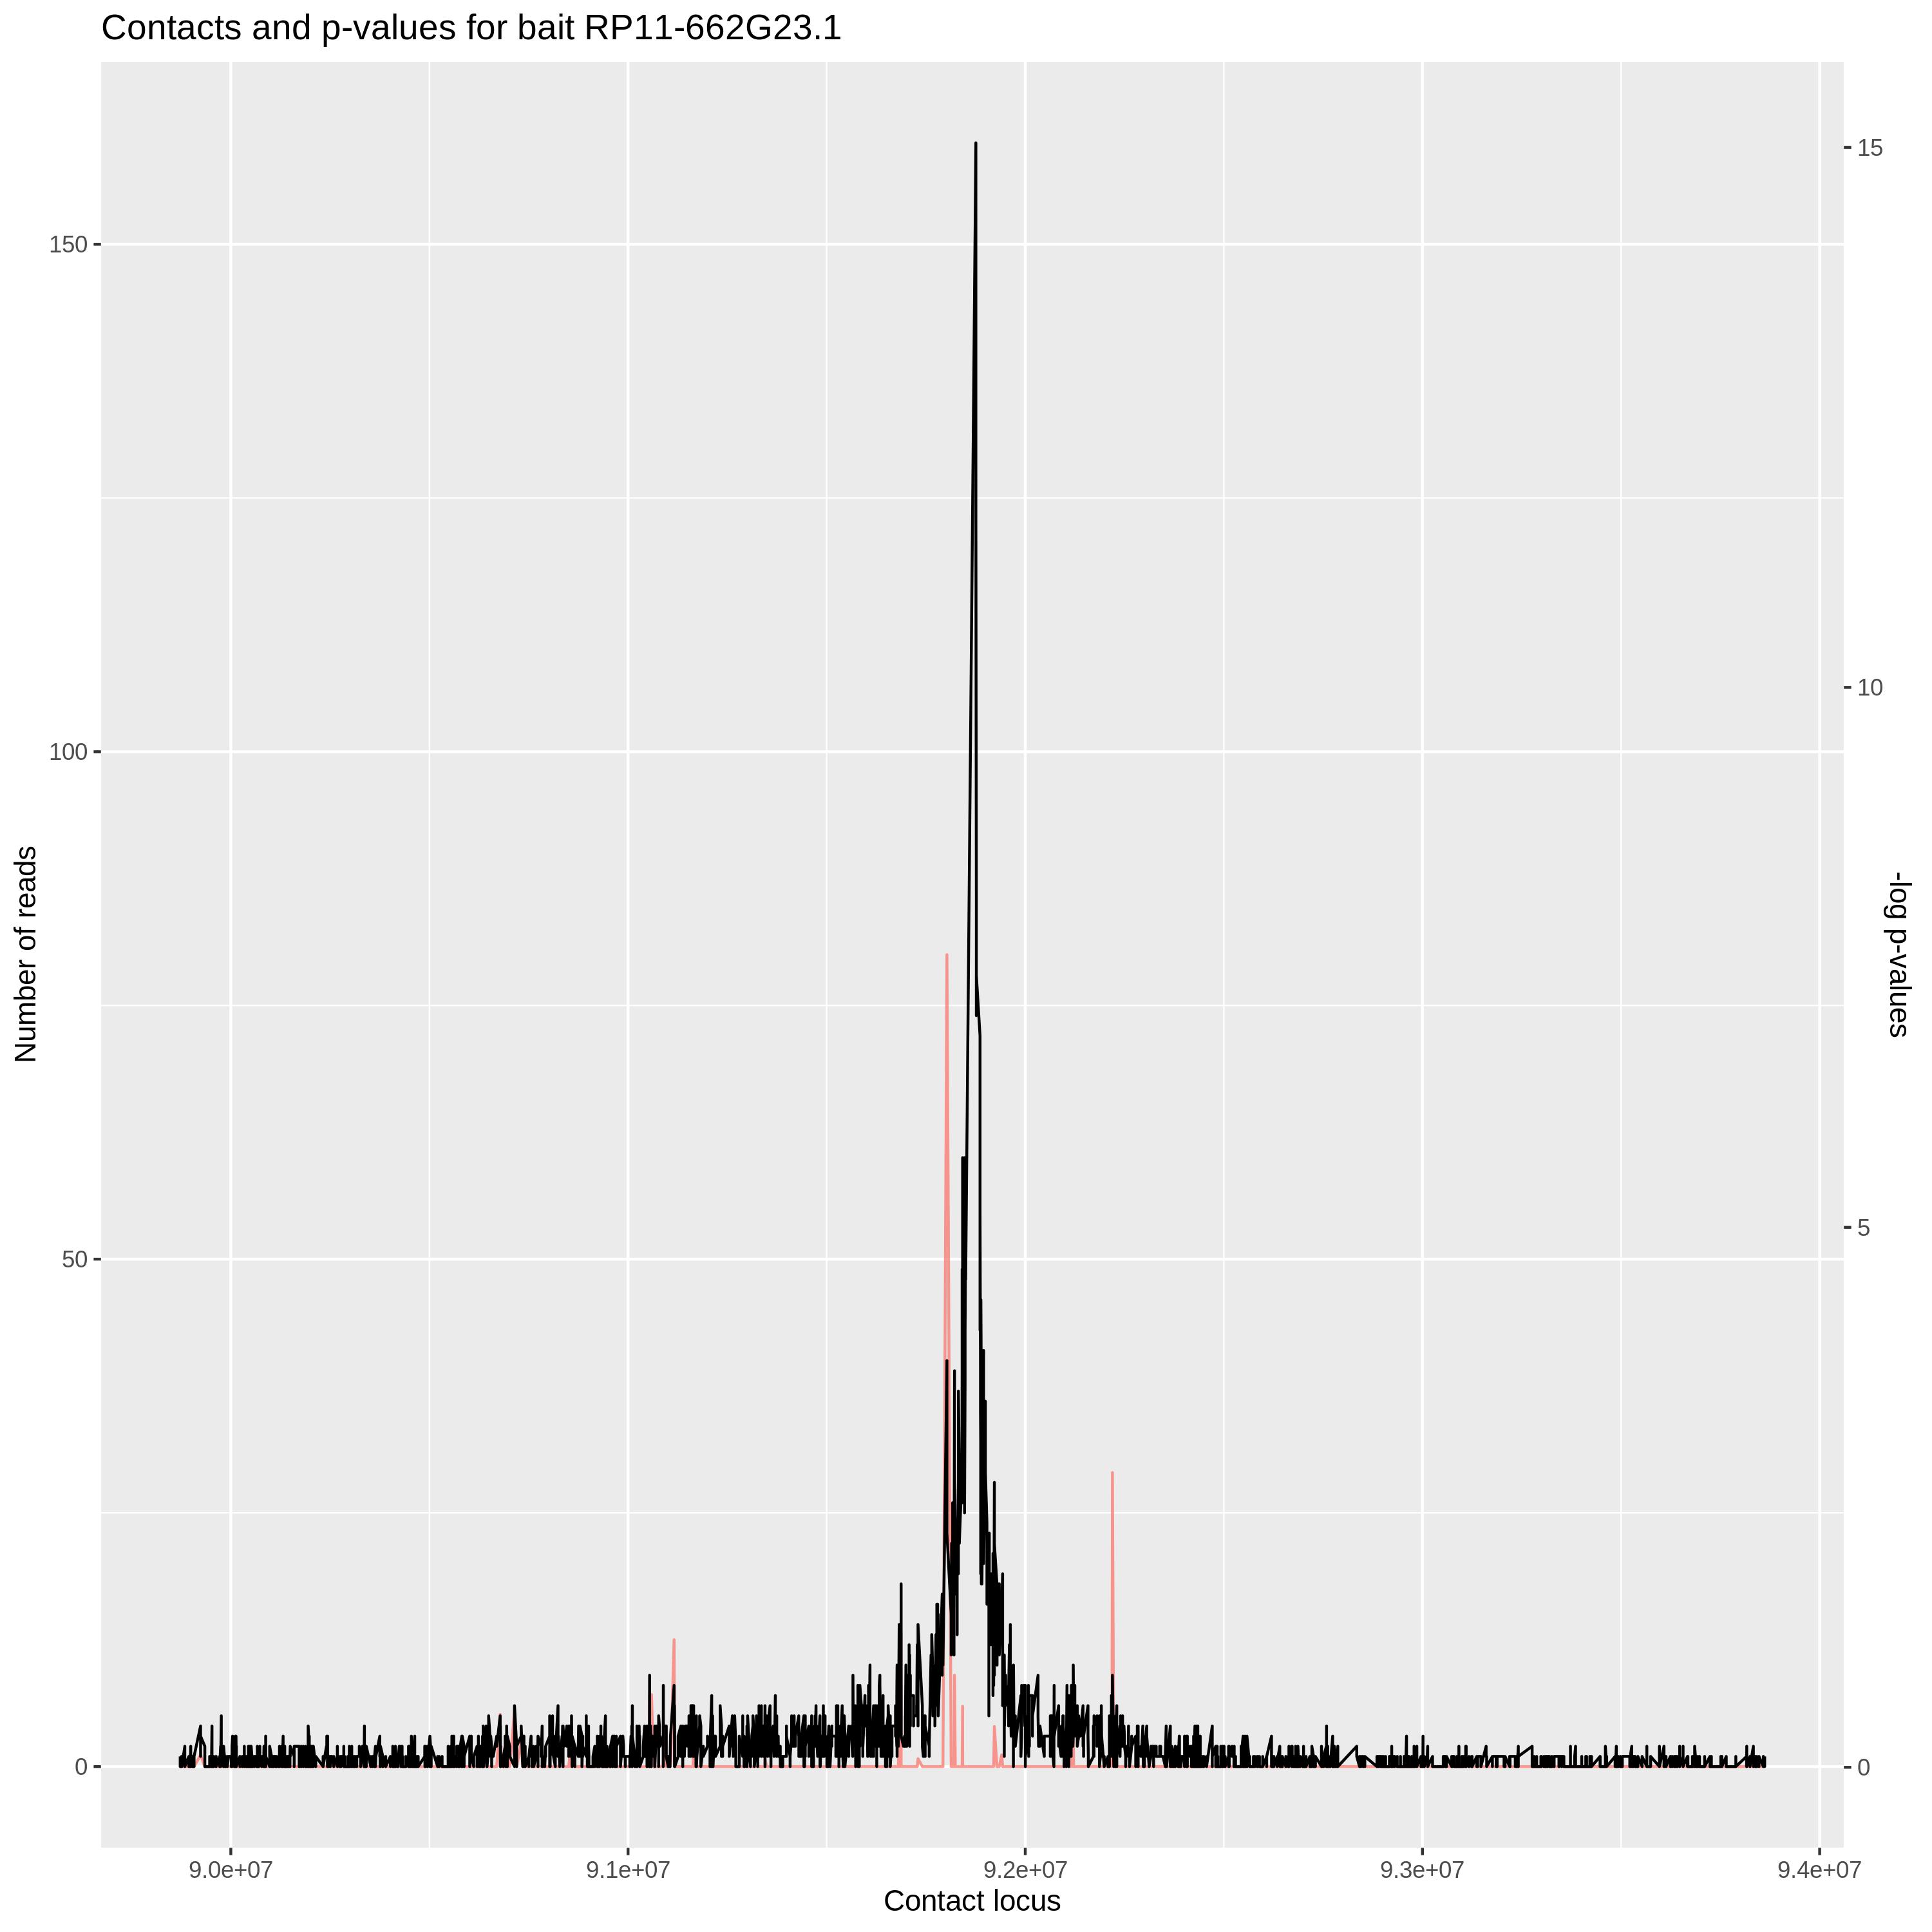 Contacts and p-values for bait RP11-662G23.1
150
100
50
0
Number of reads
15
10
5
0
-log p-values
9.0e+07
9.1e+07
9.2e+07
9.3e+07
9.4e+07
Contact locus